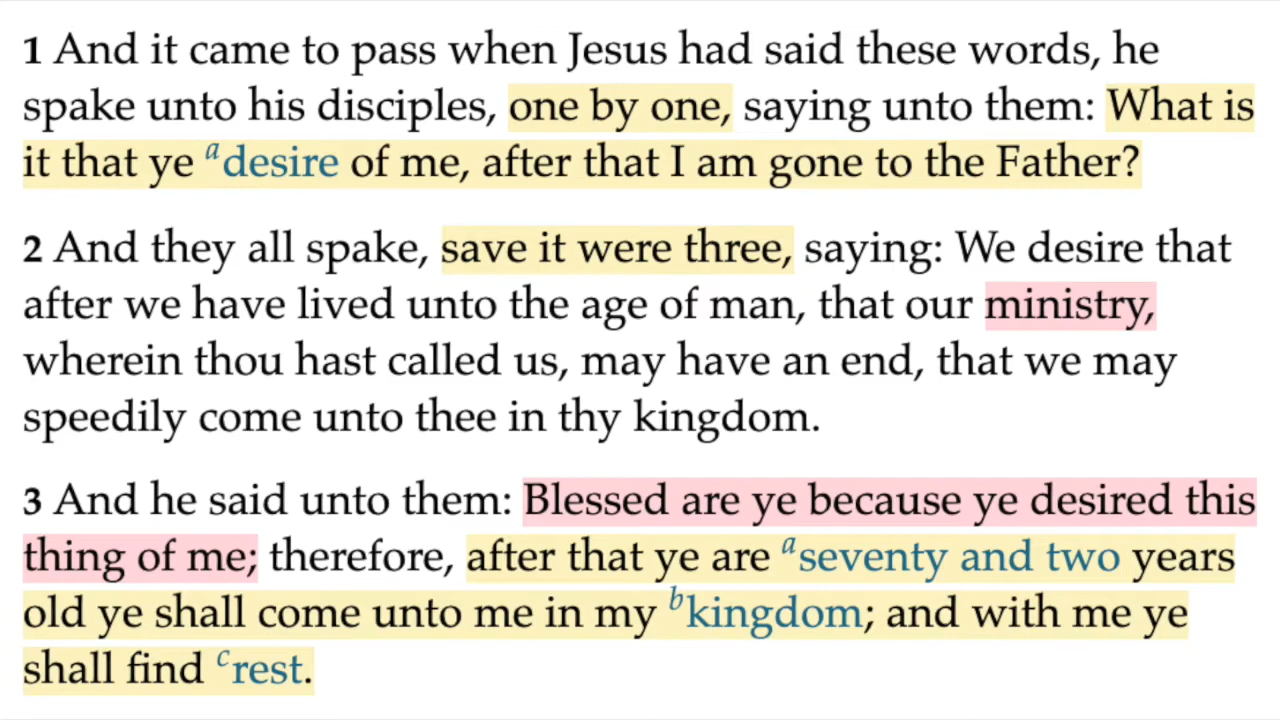 1 And it came to pass when Jesus had said these words, he
spake unto his disciples, one by one, saying unto them: What is
it that ye a desire of me, after that I am gone to the Father?
2 And they all spake, save it were three, saying: We desire that
after we have lived unto the age of man, that our ministry,
wherein thou hast called us, may have an end, that we may
speedily come unto thee in thy kingdom.
3 And he said unto them: Blessed are ye because ye desired this
thing of me; therefore, after that ye are a seventy and two years
old ye shall come unto me in my b kingdom; and with me ye
shall find c rest.